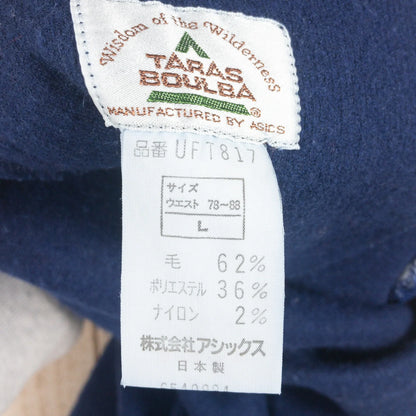 Wisdom of the Wilderness
TARAS
BOULBA®
MANUFACTURED BY ASICS
品番 UFT817
サイズ
ウエスト 78〜88
L
毛 62%
ポリエステル 36%
ナイロン 2%
株式会社アシックス
日本製